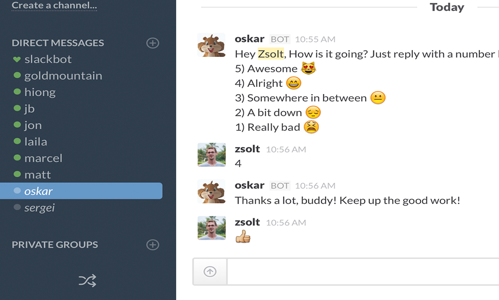 Create a channel...
DIRECT MESSAGES
slackbot
goldmountain
hiong
jb
jon
laila
marcel
matt
oskar
sergei
PRIVATE GROUPS
Today
oskar BOT 10:55 AM
Hey Zsolt, How is it going? Just reply with a number
5) Awesome
4) Alright
3) Somewhere in between
2) A bit down
1) Really bad
zsolt 10:56 AM
4
oskar BOT 10:56 AM
Thanks a lot, buddy! Keep up the good work!
zsolt 10:56 AM